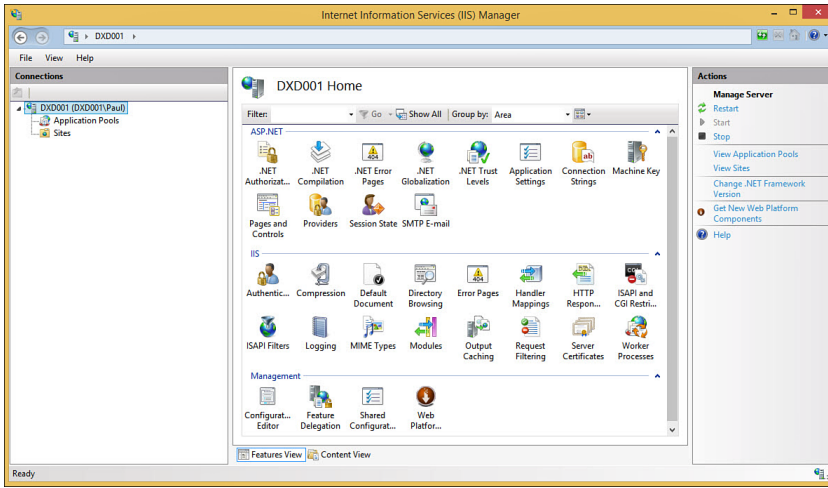 Internet Information Services (IIS) Manager
DXD001
File View Help
Connections
DXD001 (DXD001\Paul)
Application Pools
Sites
DXD001 Home
Filter: Go Show All Group by: Area
ASP.NET
.NET Authorizat...
.NET Compilation
.NET Error Pages
.NET Globalization
.NET Trust Levels
Application Settings
Connection Strings
Machine Key
Pages and Controls
Providers
Session State
SMTP E-mail
IIS
Authentic...
Compression
Default Document
Directory Browsing
Error Pages
Handler Mappings
HTTP Respon...
ISAPI and CGI Restri...
ISAPI Filters
Logging
MIME Types
Modules
Output Caching
Request Filtering
Server Certificates
Worker Processes
Management
Configurat... Editor
Feature Delegation
Shared Configurat...
Web Platfor...
Features View Content View
Actions
Manage Server
Restart
Start
Stop
View Application Pools
View Sites
Change .NET Framework
Version
Get New Web Platform
Components
Help
Ready